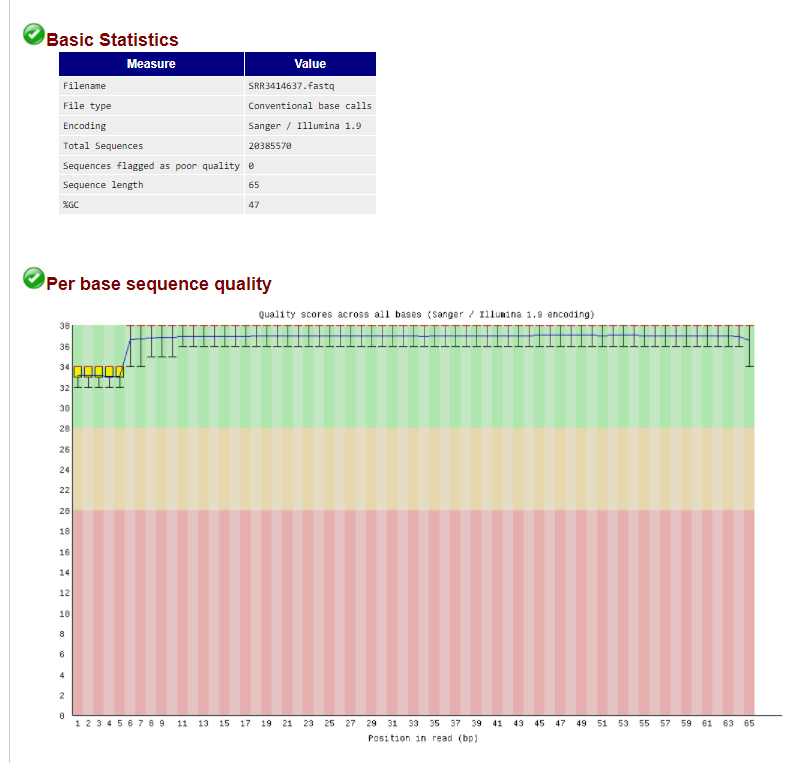 Basic Statistics
Measure Value
Filename SRR3414637.fastq
File type Conventional base calls
Encoding Sanger / Illumina 1.9
Total Sequences 20385570
Sequences flagged as poor quality 0
Sequence length 65
%GC 47
Per base sequence quality
Quality scores across all bases (Sanger / Illumina 1.9 encoding)
38
36
34
32
30
28
26
24
22
20
18
16
14
12
10
8
6
4
2
0
1 2 3 4 5 6 7 8 9 11 13 15 17 19 21 23 25 27 29 31 33 35 37 39 41 43 45 47 49 51 53 55 57 59 61 63 65
Position in read (bp)